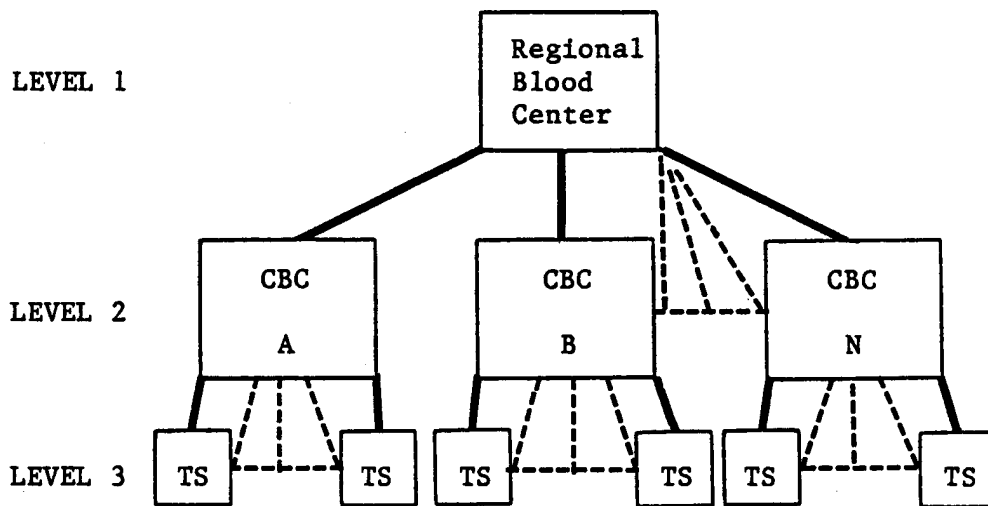 LEVEL 1
Regional
Blood
Center
LEVEL 2
CBC
A
CBC
B
CBC
N
LEVEL 3
TS
TS
TS
TS
TS
TS